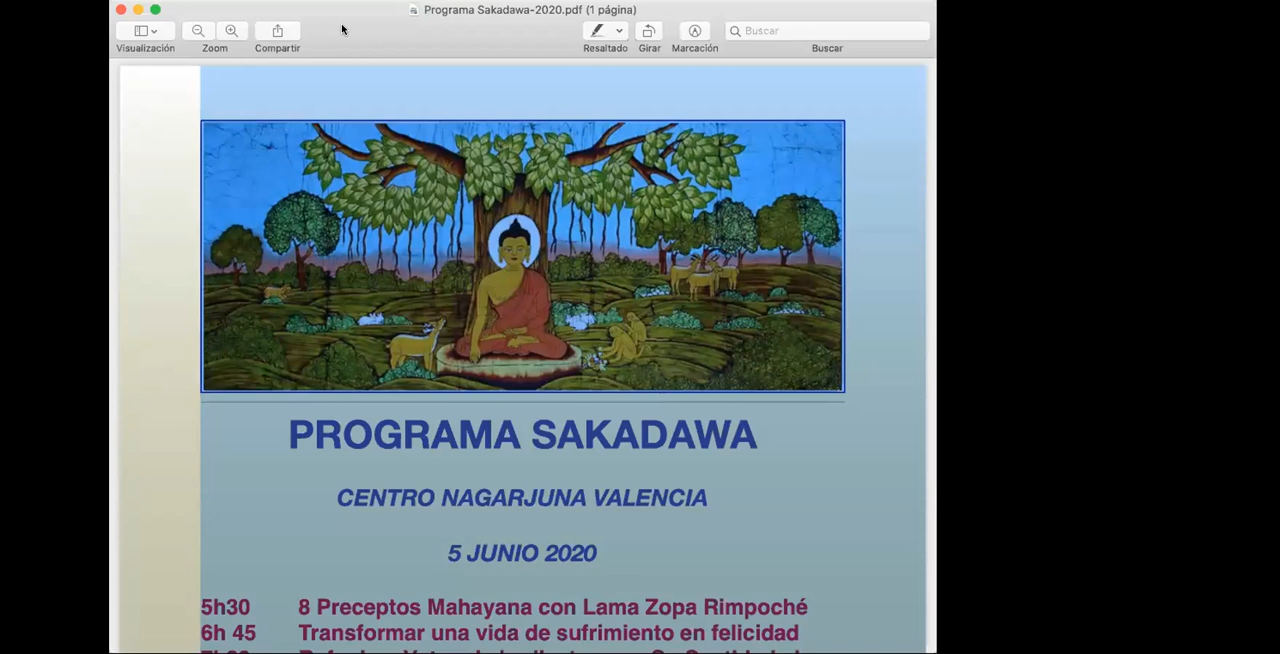 Programa Sakadawa-2020.pdf (1 página)
Visualización Zoom Compartir Resaltado Girar Marcación Buscar
Buscar
PROGRAMA SAKADAWA
CENTRO NAGARJUNA VALENCIA
5 JUNIO 2020
5h30 8 Preceptos Mahayana con Lama Zopa Rimpoché
6h 45 Transformar una vida de sufrimiento en felicidad